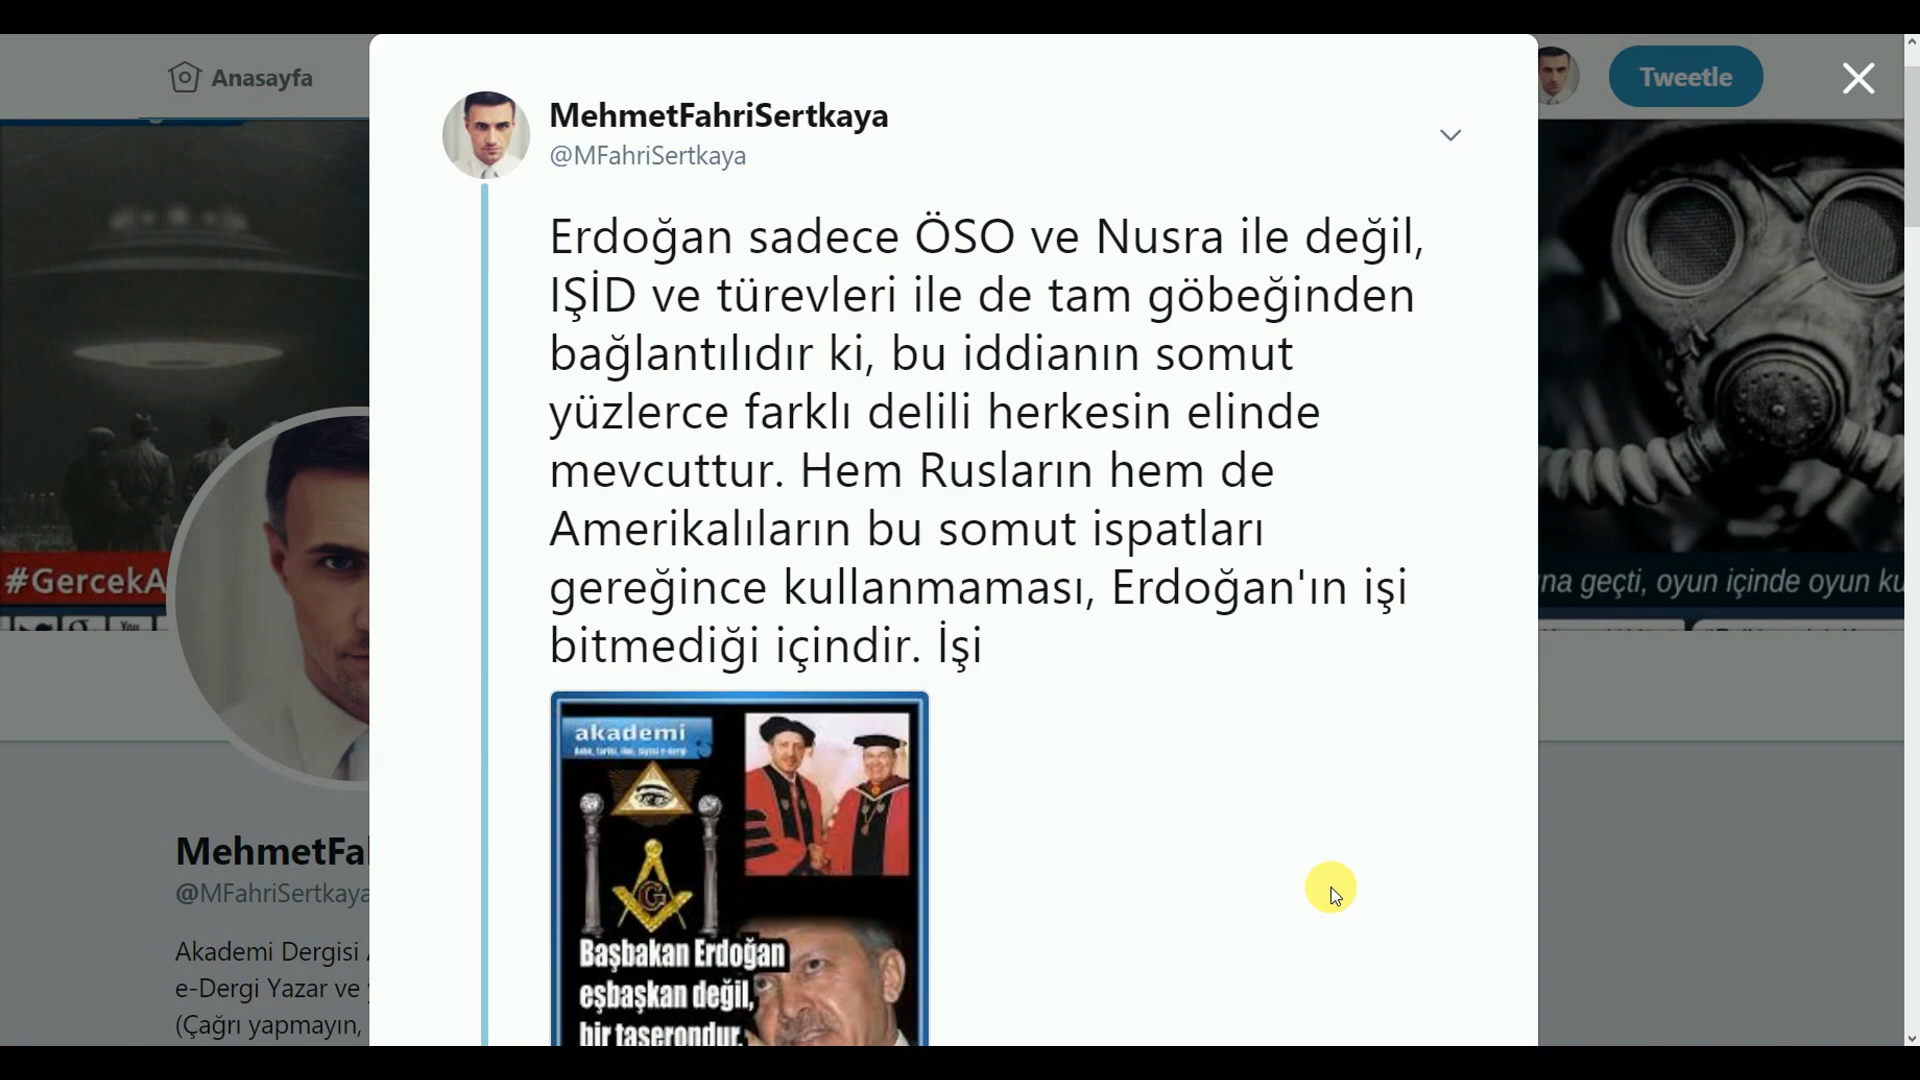 Anasayfa
Tweetle
MehmetFahriSertkaya
@MFahriSertkaya
Erdoğan sadece ÖSO ve Nusra ile değil,
IŞİD ve türevleri ile de tam göbeğinden
bağlantılıdır ki, bu iddianın somut
yüzlerce farklı delili herkesin elinde
mevcuttur. Hem Rusların hem de
Amerikalıların bu somut ispatları
gereğince kullanmaması, Erdoğan'ın işi
bitmediği içindir. İşi
akademi
G
Başbakan Erdoğan
eşbaşkan değil,
bir taşerondur.
#GercekA
You
geçti, oyun içinde oyun
MehmetFa
@MFahriSertkaya
Akademi Dergisi
e-Dergi Yazar ve
(Çağrı yapmayın,